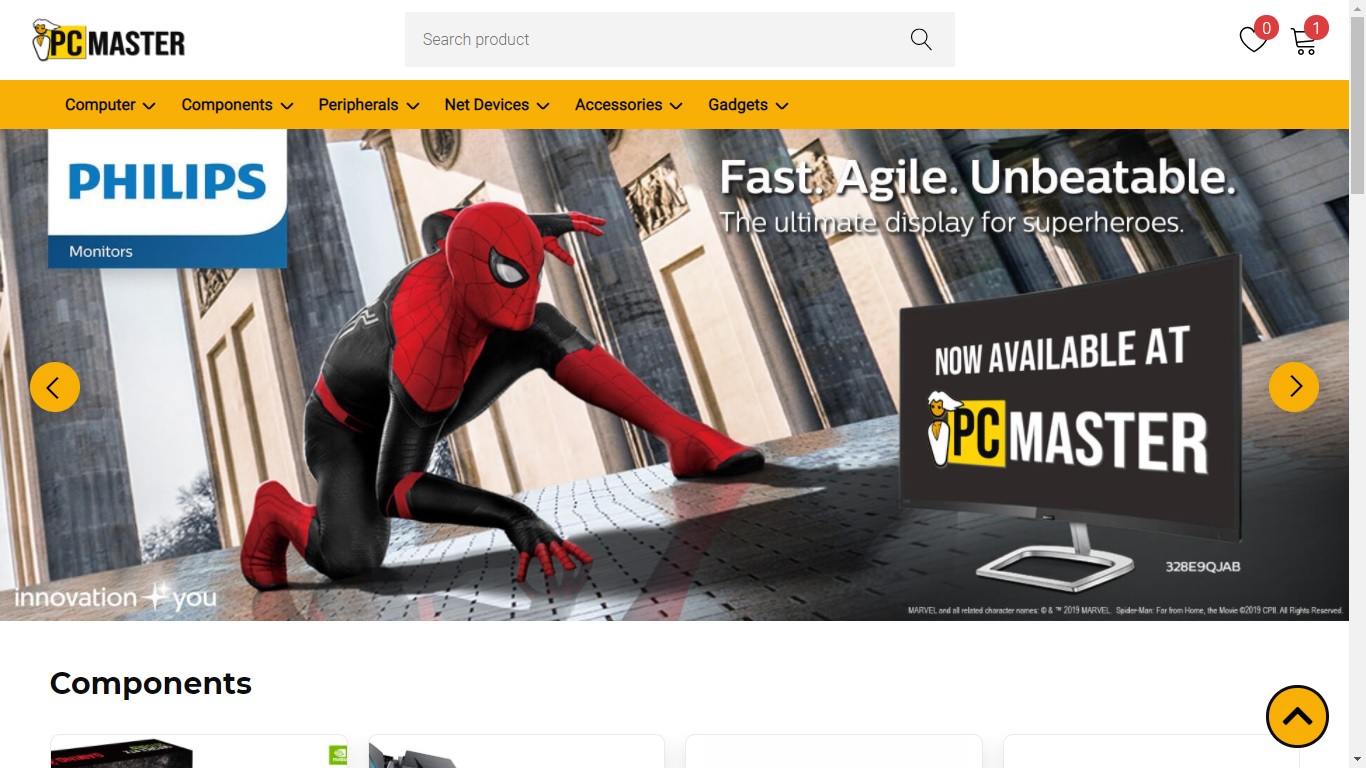 PC MASTER
Search product
0
1
Computer
Components
Peripherals
Net Devices
Accessories
Gadgets
PHILIPS
Monitors
Fast. Agile. Unbeatable.
The ultimate display for superheroes.
NOW AVAILABLE AT
PC MASTER
328E9QJAB
innovation you
MARVEL and all related character names: © & ™ 2019 MARVEL. Spider-Man: Far from Home, the Movie ©2019 CPII. All Rights Reserved.
Components